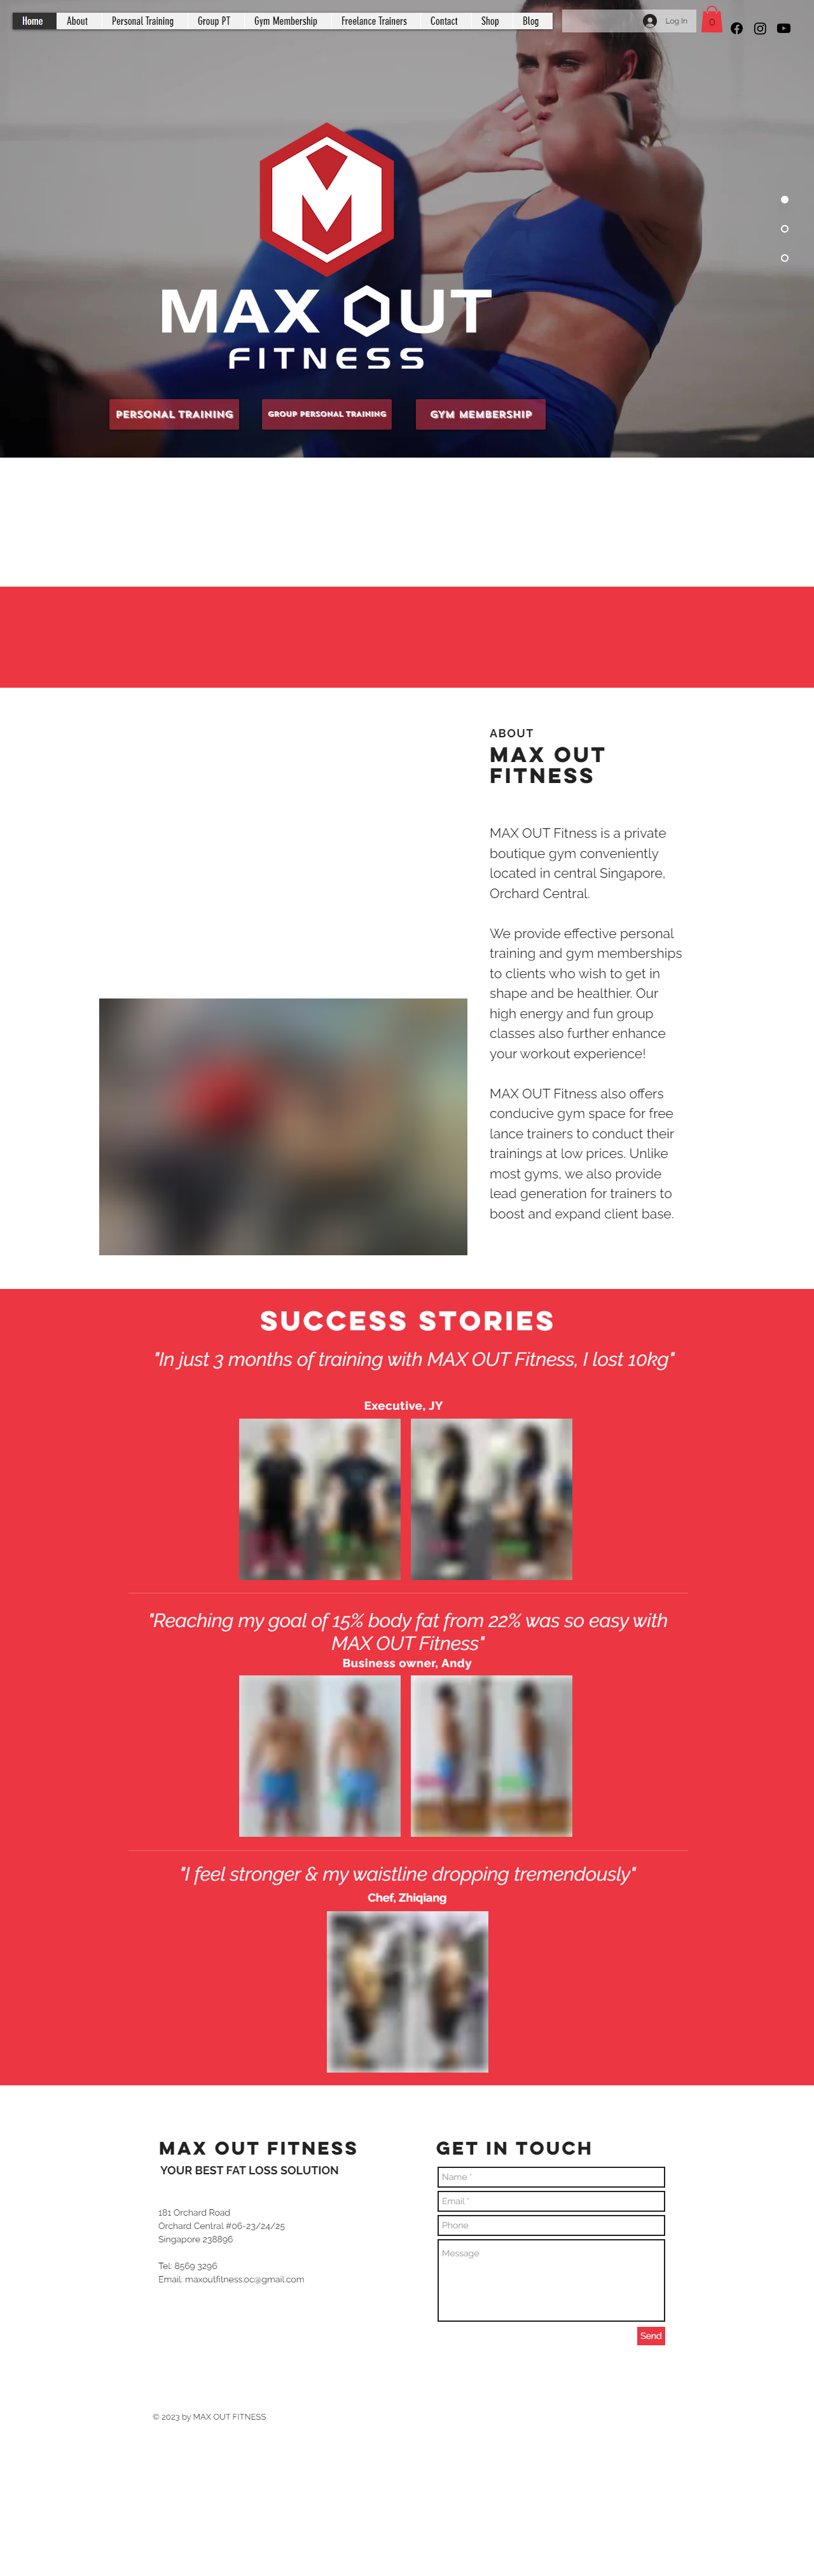 Home
About
Personal Training
Group PT
Gym Membership
Freelance Trainers
Contact
Shop
Blog
Log In
0
MAX OUT
FITNESS
PERSONAL TRAINING
GROUP PERSONAL TRAINING
GYM MEMBERSHIP
ABOUT
MAX OUT
FITNESS
MAX OUT Fitness is a private
boutique gym conveniently
located in central Singapore,
Orchard Central.
We provide effective personal
training and gym memberships
to clients who wish to get in
shape and be healthier. Our
high energy and fun group
classes also further enhance
your workout experience!
MAX OUT Fitness also offers
conducive gym space for free
lance trainers to conduct their
trainings at low prices. Unlike
most gyms, we also provide
lead generation for trainers to
boost and expand client base.
SUCCESS STORIES
"In just 3 months of training with MAX OUT Fitness, I lost 10kg"
Executive, JY
"Reaching my goal of 15% body fat from 22% was so easy with
MAX OUT Fitness"
Business owner, Andy
"I feel stronger & my waistline dropping tremendously"
Chef, Zhiqiang
MAX OUT FITNESS
YOUR BEST FAT LOSS SOLUTION
181 Orchard Road
Orchard Central #06-23/24/25
Singapore 238896
Tel: 8569 3296
Email: maxoutfitness.oc@gmail.com
GET IN TOUCH
Name *
Email *
Phone
Message
Send
© 2023 by MAX OUT FITNESS